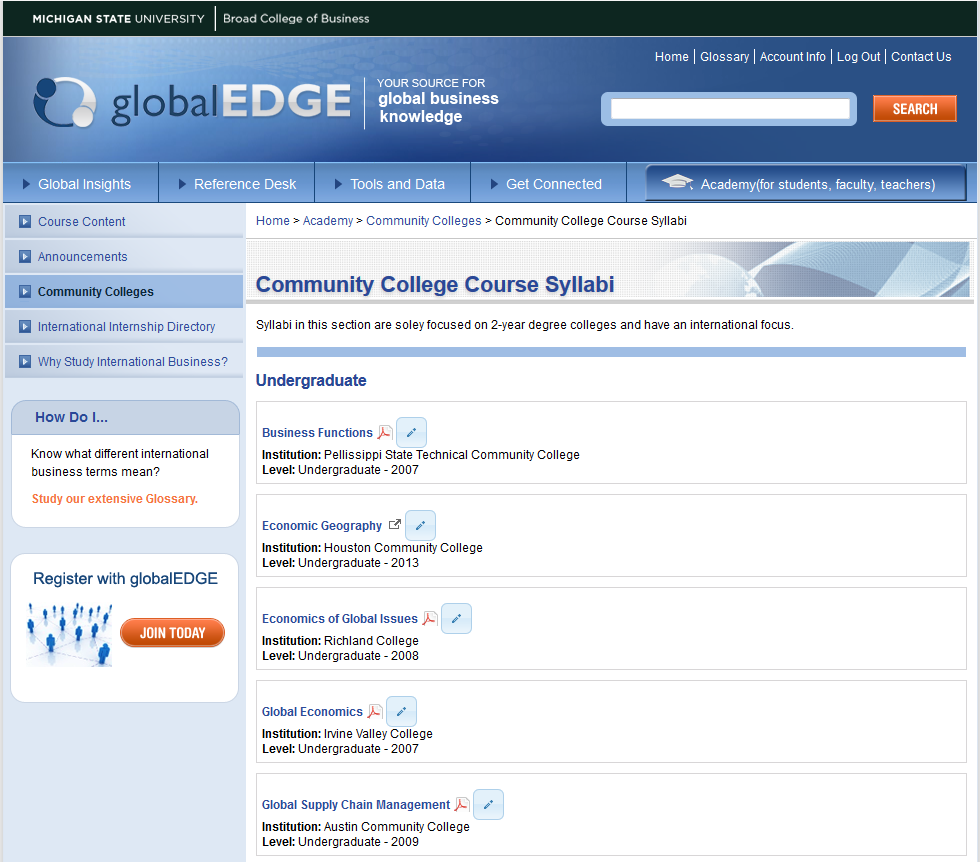 MICHIGAN STATE UNIVERSITY | Broad College of Business
Home | Glossary | Account Info | Log Out | Contact Us
globalEDGE
YOUR SOURCE FOR
global business
knowledge
SEARCH
Global Insights
Reference Desk
Tools and Data
Get Connected
Academy(for students, faculty, teachers)
Course Content
Announcements
Community Colleges
International Internship Directory
Why Study International Business?
How Do I...
Know what different international
business terms mean?
Study our extensive Glossary.
Register with globalEDGE
JOIN TODAY
Home > Academy > Community Colleges > Community College Course Syllabi
Community College Course Syllabi
Syllabi in this section are soley focused on 2-year degree colleges and have an international focus.
Undergraduate
Business Functions
Institution: Pellissippi State Technical Community College
Level: Undergraduate - 2007
Economic Geography
Institution: Houston Community College
Level: Undergraduate - 2013
Economics of Global Issues
Institution: Richland College
Level: Undergraduate - 2008
Global Economics
Institution: Irvine Valley College
Level: Undergraduate - 2007
Global Supply Chain Management
Institution: Austin Community College
Level: Undergraduate - 2009